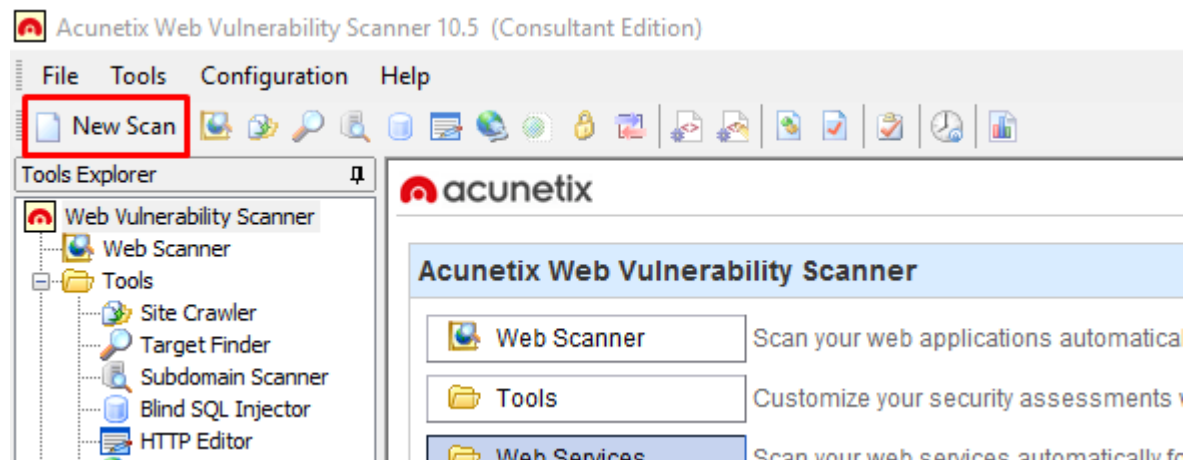 Acunetix Web Vulnerability Scanner 10.5 (Consultant Edition)
File Tools Configuration Help
New Scan
Tools Explorer
Web Vulnerability Scanner
Web Scanner
Tools
Site Crawler
Target Finder
Subdomain Scanner
Blind SQL Injector
HTTP Editor
acunetix
Acunetix Web Vulnerability Scanner
Web Scanner Scan your web applications automatical
Tools Customize your security assessments
Web Services Scan your web services automatically fo